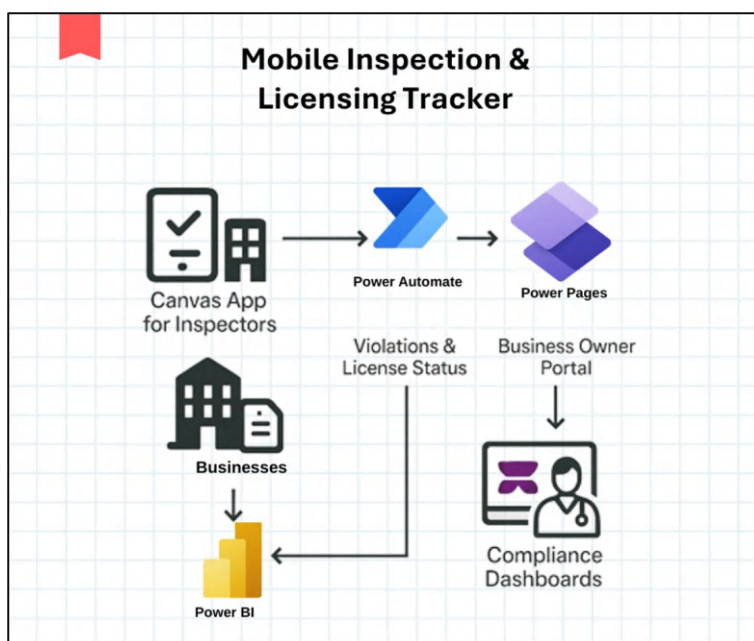 Mobile Inspection &
Licensing Tracker
Canvas App
for Inspectors
Power Automate
Power Pages
Violations &
License Status
Business Owner
Portal
Businesses
Compliance
Dashboards
Power BI